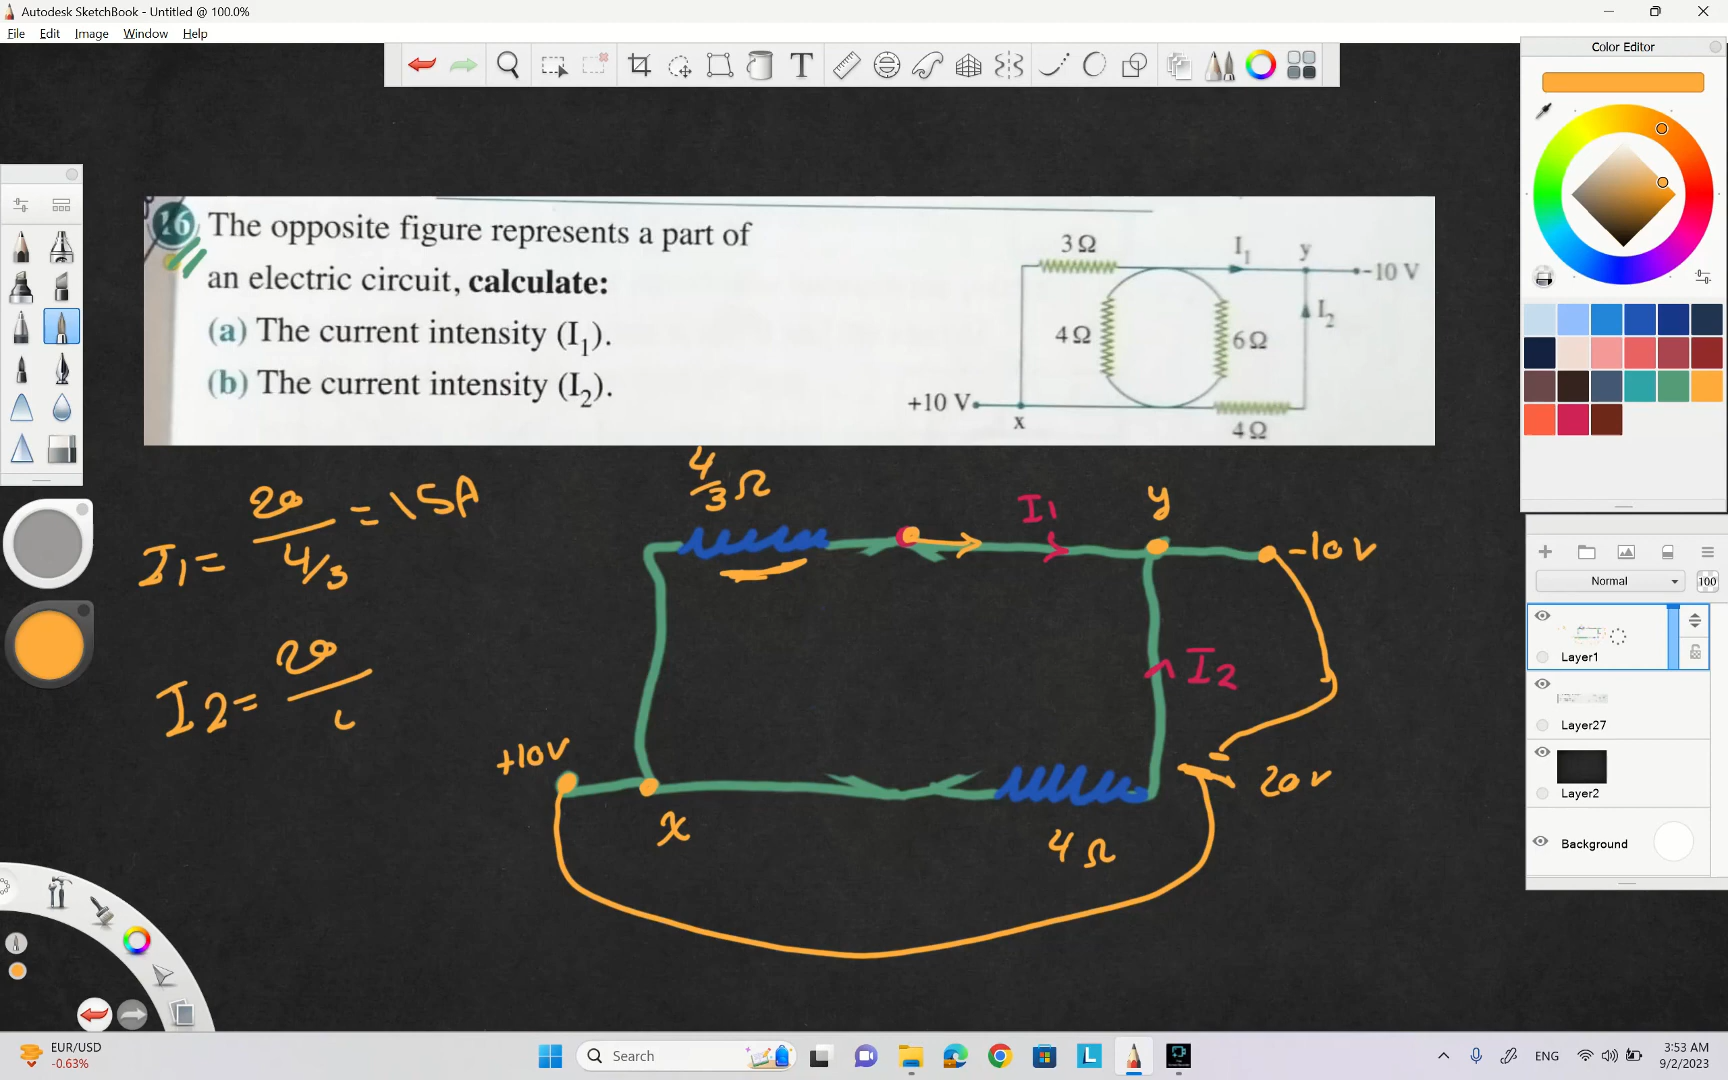 Autodesk SketchBook - Untitled @ 100.0%
File Edit Image Window Help
T
Color Editor
16 The opposite figure represents a part of
an electric circuit, calculate:
(a) The current intensity (I₁).
(b) The current intensity (I₂).
3 Ω
I₁
y
-10 V
I₂
4 Ω
6 Ω
+10 V
x
4 Ω
I₁ = 20 / 4/3 = 15A
I₂ = 20
4/3 Ω
I₁
y
-10 v
I₂
+10 v
x
4 Ω
20 v
Normal
100
Layer1
Layer27
Layer2
Background
EUR/USD
-0.63%
Search
L
ENG
3:53 AM
9/2/2023